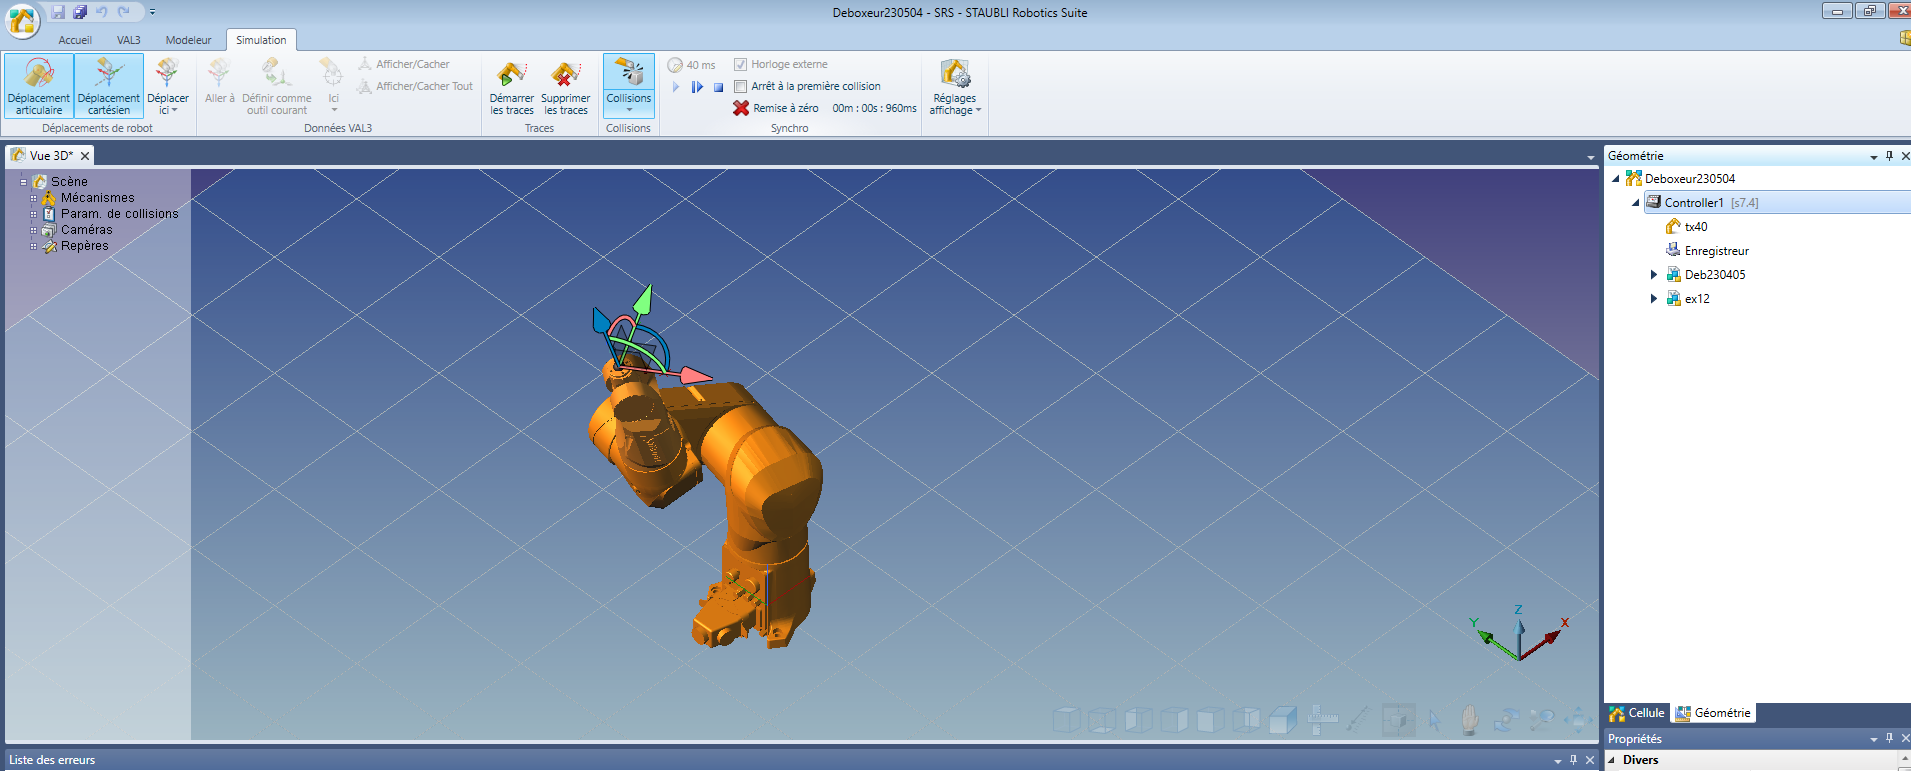 Deboxeur230504 - SRS - STAUBLI Robotics Suite
Accueil VAL3 Modeleur Simulation
Déplacement articulaire
Déplacement cartésien
Déplacer ici
Déplacements de robot
Aller à
Définir comme outil courant
Ici
Afficher/Cacher
Afficher/Cacher Tout
Données VAL3
Démarrer les traces
Supprimer les traces
Traces
Collisions
Collisions
40 ms
Horloge externe
Arrêt à la première collision
Remise à zéro 00m : 00s : 960ms
Synchro
Réglages affichage
Vue 3D*
Scène
Mécanismes
Param. de collisions
Caméras
Repères
Z
Y
X
Géométrie
Deboxeur230504
Controller1 [s7.4]
tx40
Enregistreur
Deb230405
ex12
Cellule Géométrie
Propriétés
Divers
Liste des erreurs